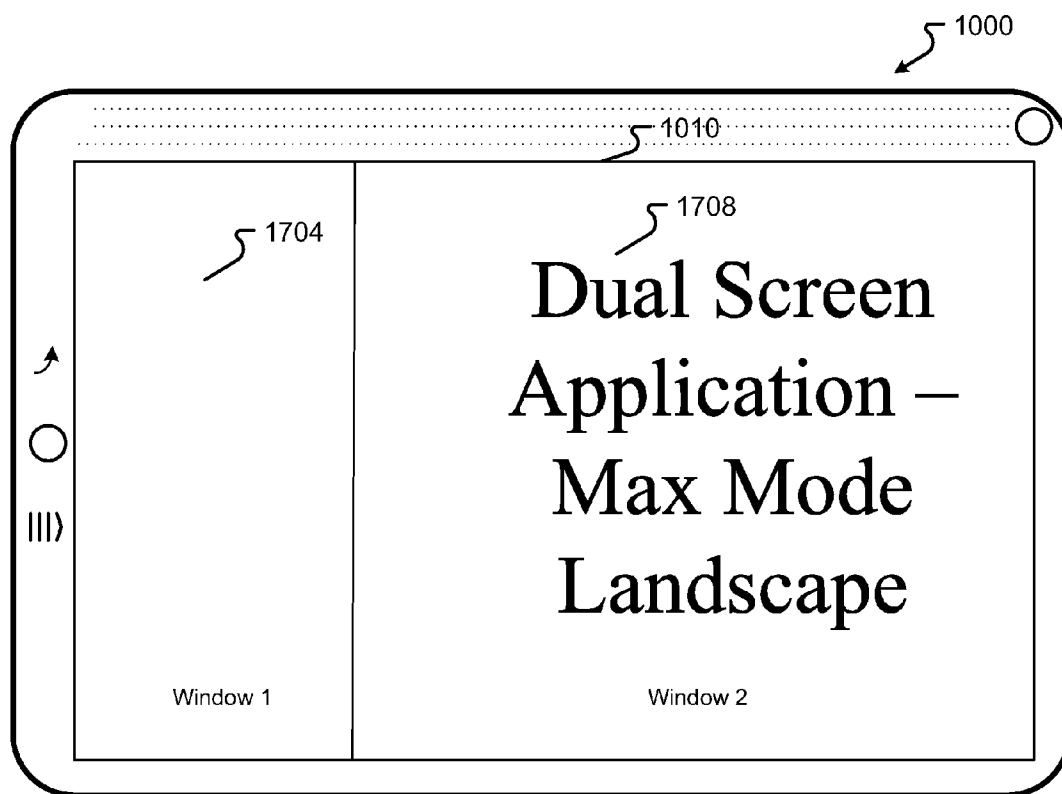 1000
1010
1704
1708
Dual Screen
Application –
Max Mode
Landscape
Window 1
Window 2